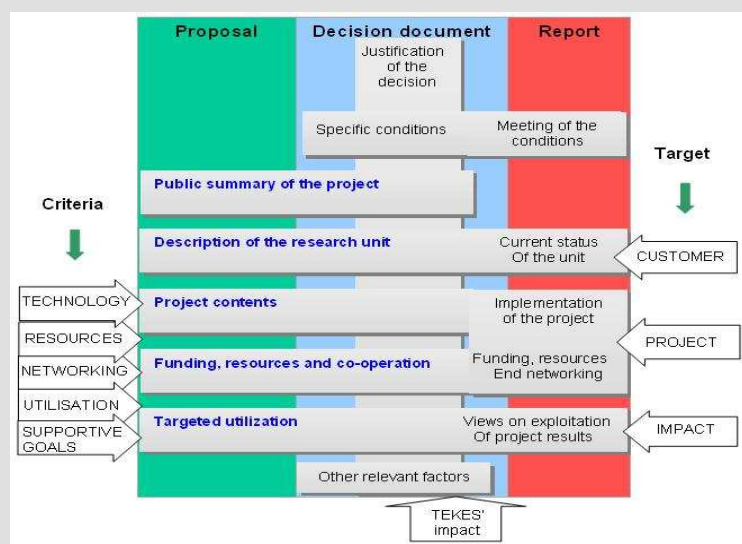 Proposal
Decision document
Report
Justification
of the
decision
Specific conditions
Meeting of the
conditions
Target
Public summary of the project
Criteria
Description of the research unit
Current status
Of the unit
CUSTOMER
TECHNOLOGY
Project contents
Implementation
of the project
RESOURCES
PROJECT
NETWORKING
Funding, resources and co-operation
Funding, resources
End networking
UTILISATION
Targeted utilization
Views on exploitation
Of project results
IMPACT
SUPPORTIVE
GOALS
Other relevant factors
TEKES'
impact